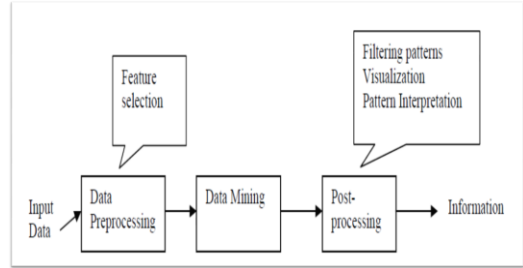 Feature
selection
Filtering patterns
Visualization
Pattern Interpretation
Input
Data
Data
Preprocessing
Data Mining
Post-
processing
Information